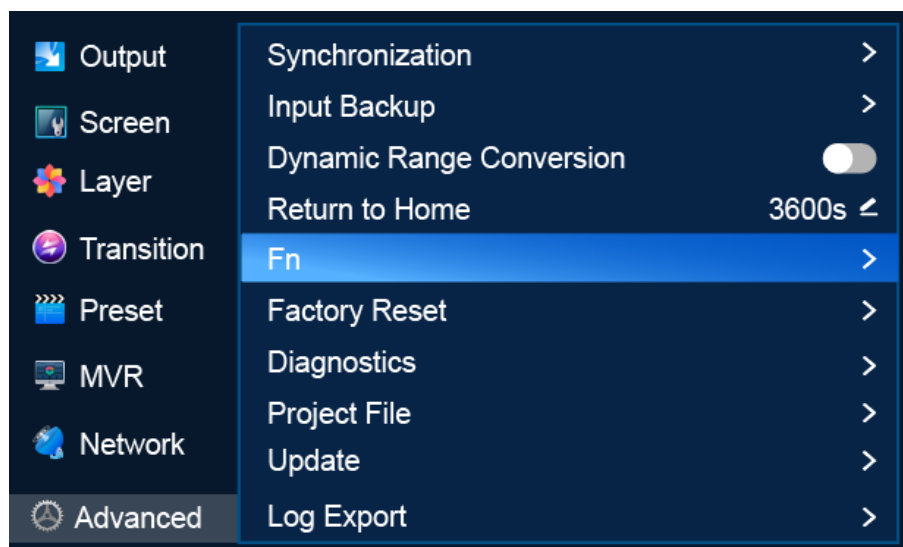 Output
Screen
Layer
Transition
Preset
MVR
Network
Advanced
Synchronization
Input Backup
Dynamic Range Conversion
Return to Home 3600s
Fn
Factory Reset
Diagnostics
Project File
Update
Log Export